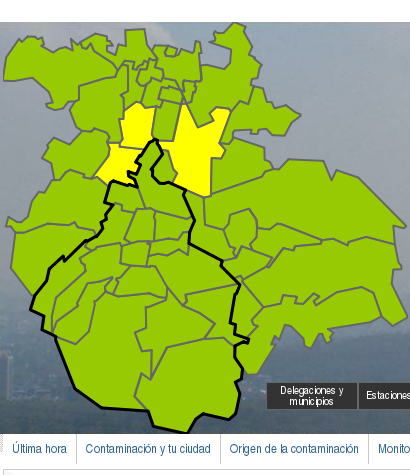 Delegaciones y
municipios
Estaciones
Última hora
Contaminación y tu ciudad
Origen de la contaminación
Monito